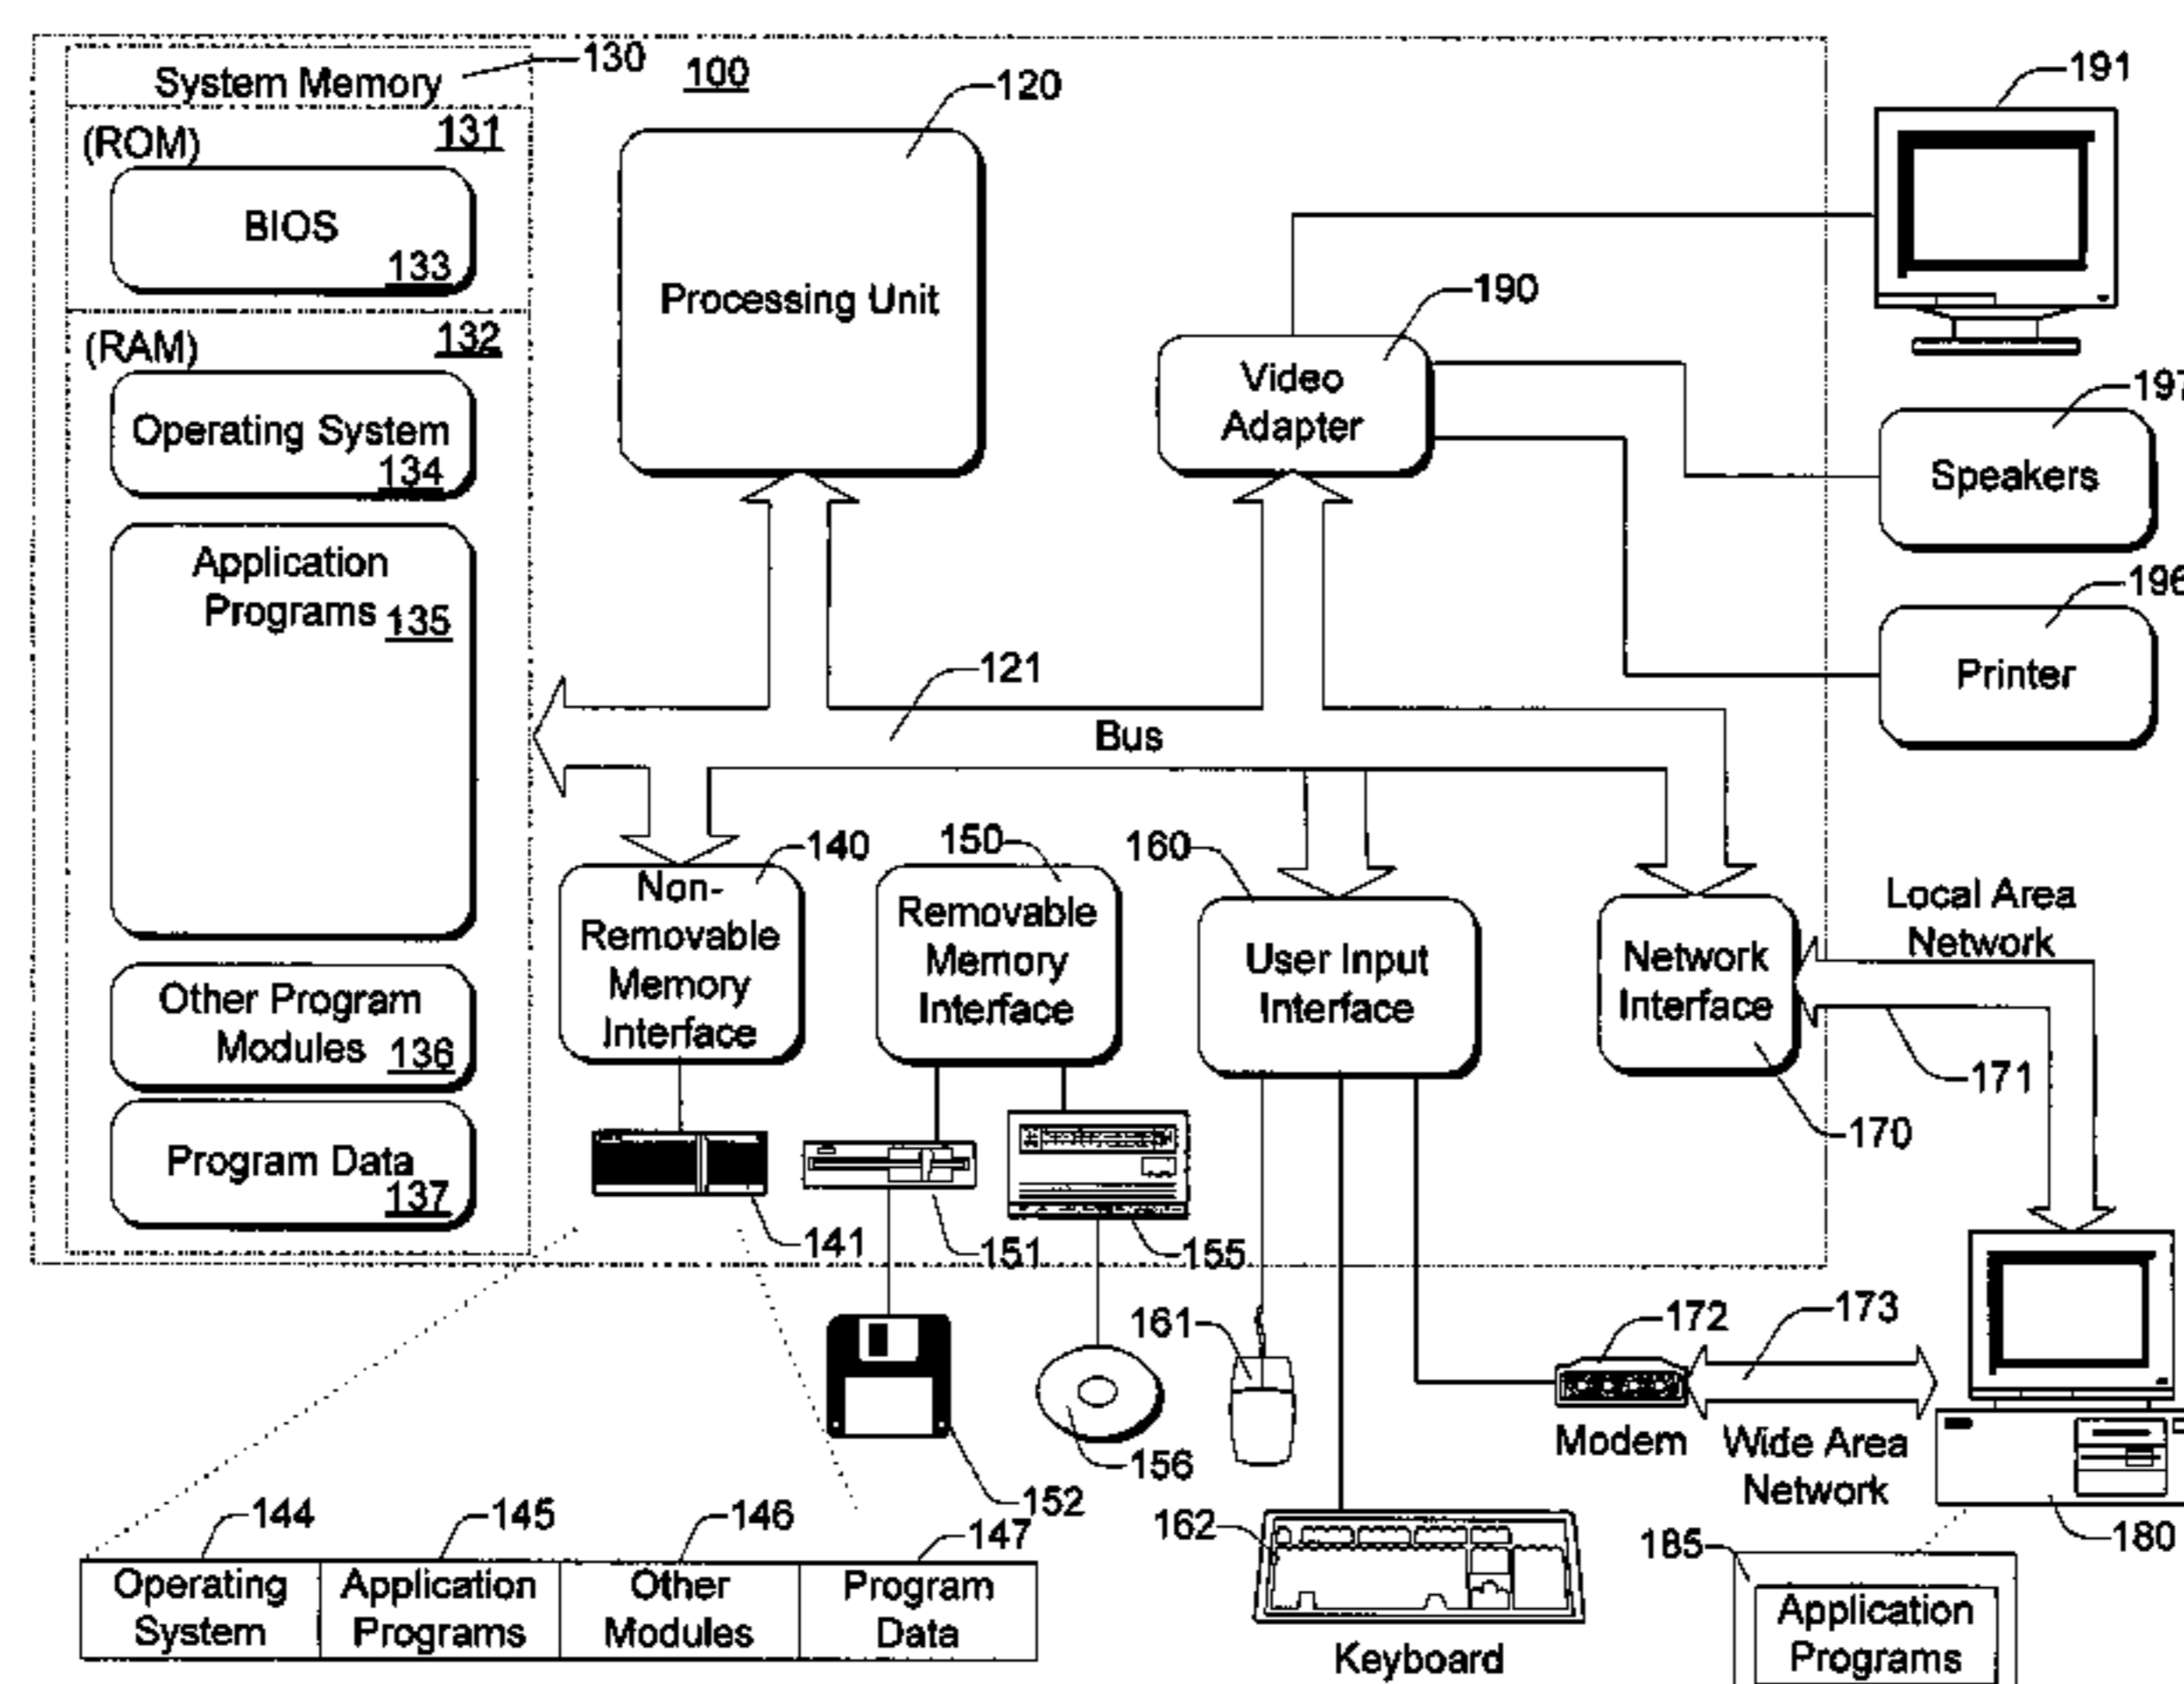 System Memory
130
100
120
191
(ROM)
131
BIOS
133
Processing Unit
190
(RAM)
132
Video
Adapter
197
Operating System
134
Speakers
Application
Programs 135
196
Printer
121
Bus
140
150
160
Non-
Removable
Memory
Interface
Removable
Memory
Interface
User Input
Interface
Network
Interface
Local Area
Network
171
170
Other Program
Modules 136
Program Data
137
141
151
155
161
172
173
156
152
Modem
Wide Area
Network
144
145
146
147
162
185
180
Operating
System
Application
Programs
Other
Modules
Program
Data
Keyboard
Application
Programs